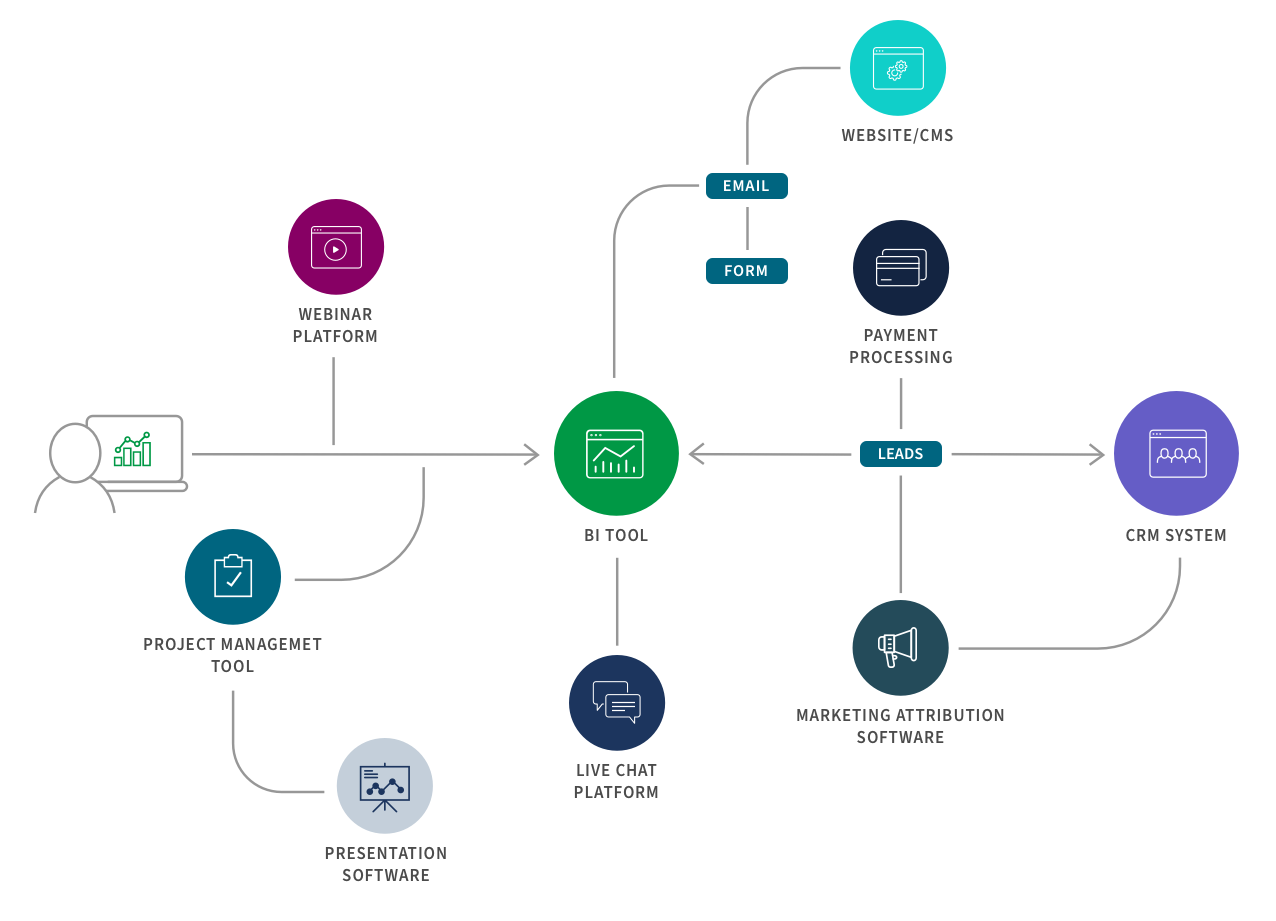 WEBSITE/CMS
EMAIL
FORM
WEBINAR
PLATFORM
PAYMENT
PROCESSING
LEADS
BI TOOL
CRM SYSTEM
PROJECT MANAGEMET
TOOL
MARKETING ATTRIBUTION
SOFTWARE
LIVE CHAT
PLATFORM
PRESENTATION
SOFTWARE